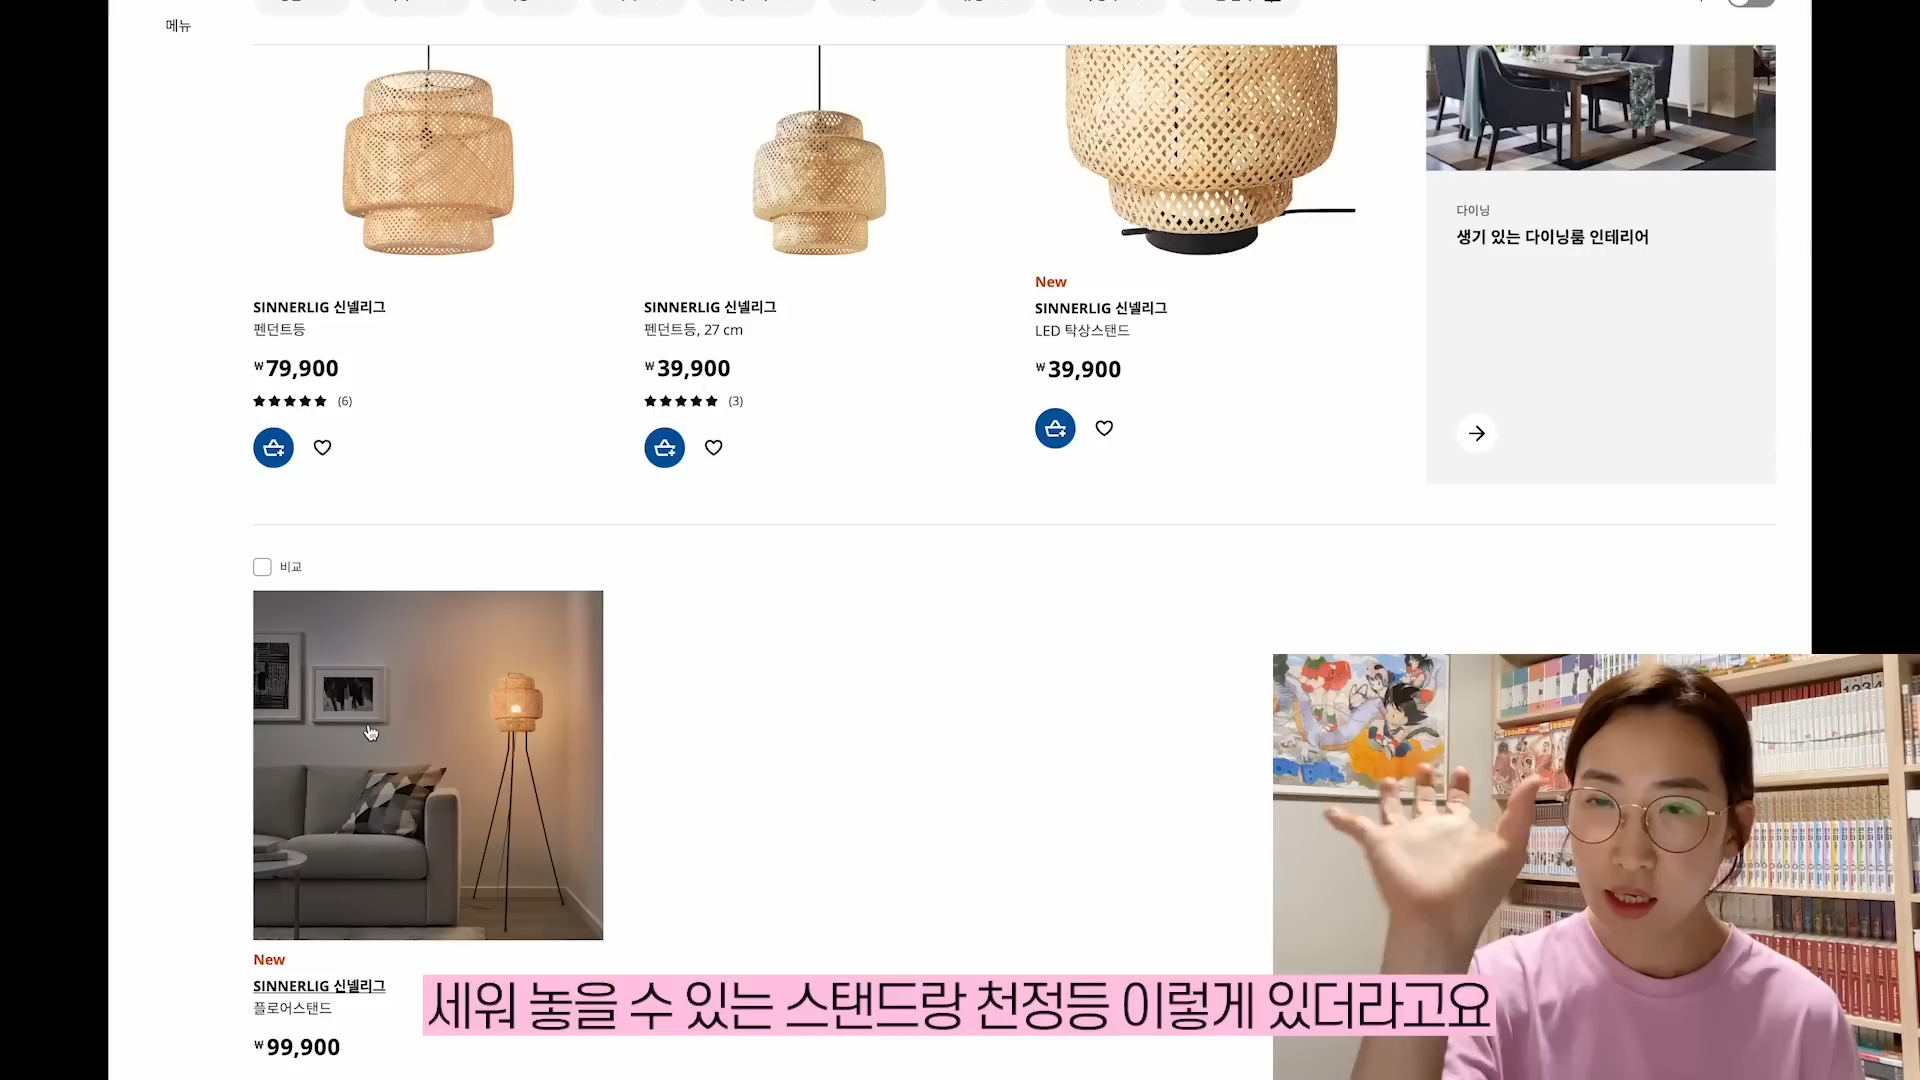 메뉴
다이닝
생기 있는 다이닝룸 인테리어
New
SINNERLIG 신넬리그
펜던트등
₩79,900
(6)
SINNERLIG 신넬리그
펜던트등, 27 cm
₩39,900
(3)
SINNERLIG 신넬리그
LED 탁상스탠드
₩39,900
비교
New
SINNERLIG 신넬리그
플로어스탠드
₩99,900
세워 놓을 수 있는 스탠드랑 천정등 이렇게 있더라고요
1234